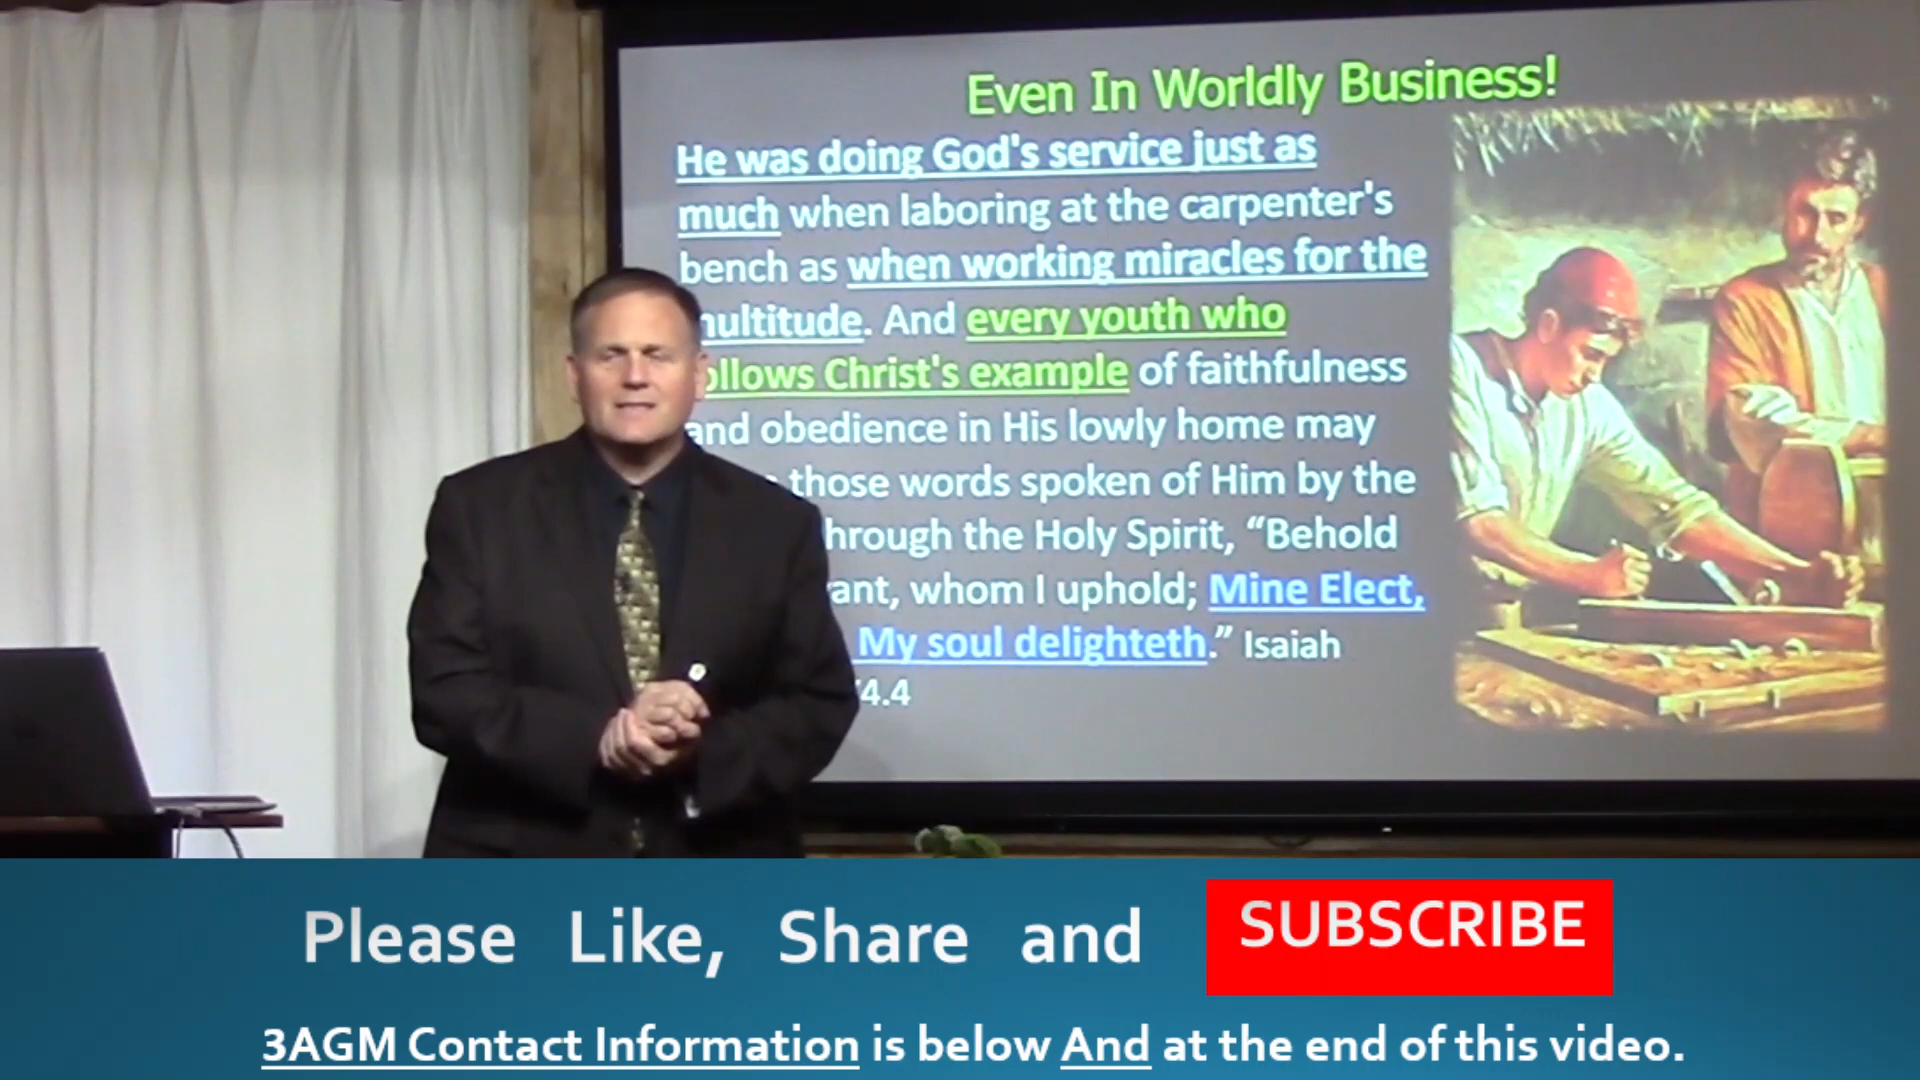 Even In Worldly Business!
He was doing God's service just as
much when laboring at the carpenter's
bench as when working miracles for the
multitude. And every youth who
follows Christ's example of faithfulness
and obedience in His lowly home may
those words spoken of Him by the
through the Holy Spirit, “Behold
whom I uphold; Mine Elect,
My soul delighteth.” Isaiah
4.4
Please Like, Share and SUBSCRIBE
3AGM Contact Information is below And at the end of this video.